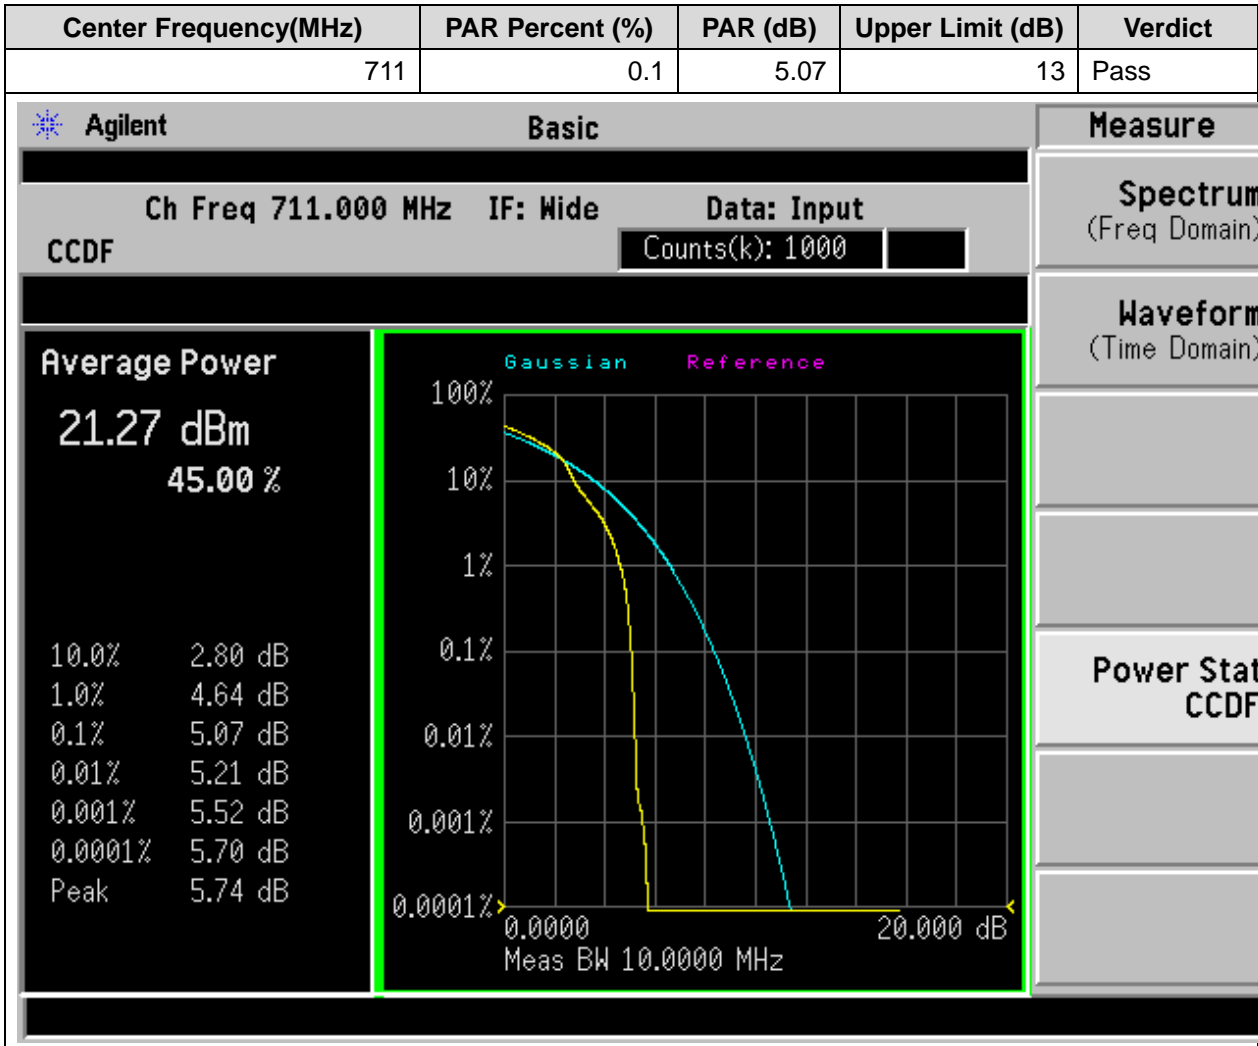 Center Frequency(MHz) PAR Percent (%) PAR (dB) Upper Limit (dB) Verdict
711 0.1 5.07 13 Pass
Agilent Basic Measure
Ch Freq 711.000 MHz IF: Wide Data: Input
CCDF Counts(k): 1000
Spectrum
(Freq Domain)
Waveform
(Time Domain)
Power Stat
CCDF
Average Power
21.27 dBm
45.00 %
10.0% 2.80 dB
1.0% 4.64 dB
0.1% 5.07 dB
0.01% 5.21 dB
0.001% 5.52 dB
0.0001% 5.70 dB
Peak 5.74 dB
Gaussian Reference
100%
10%
1%
0.1%
0.01%
0.001%
0.0001%
0.0000 20.000 dB
Meas BW 10.0000 MHz